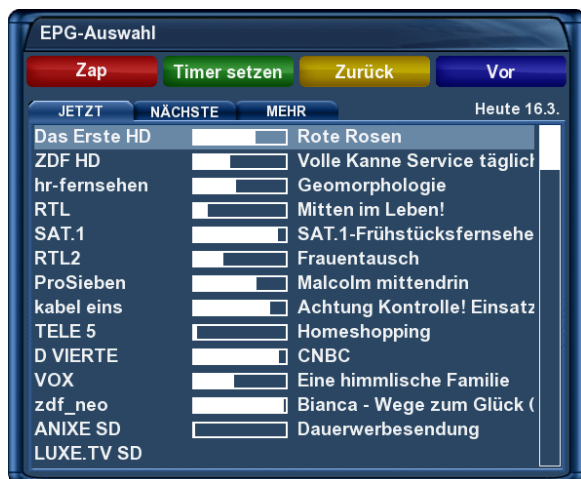 EPG-Auswahl
Zap Timer setzen Zurück Vor
JETZT NÄCHSTE MEHR Heute 16.3.
Das Erste HD Rote Rosen
ZDF HD Volle Kanne Service täglich
hr-fernsehen Geomorphologie
RTL Mitten im Leben!
SAT.1 SAT.1-Frühstücksfernsehe
RTL2 Frauentausch
ProSieben Malcolm mittendrin
kabel eins Achtung Kontrolle! Einsatz
TELE 5 Homeshopping
D VIERTE CNBC
VOX Eine himmlische Familie
zdf_neo Bianca - Wege zum Glück (
ANIXE SD Dauerwerbesendung
LUXE.TV SD